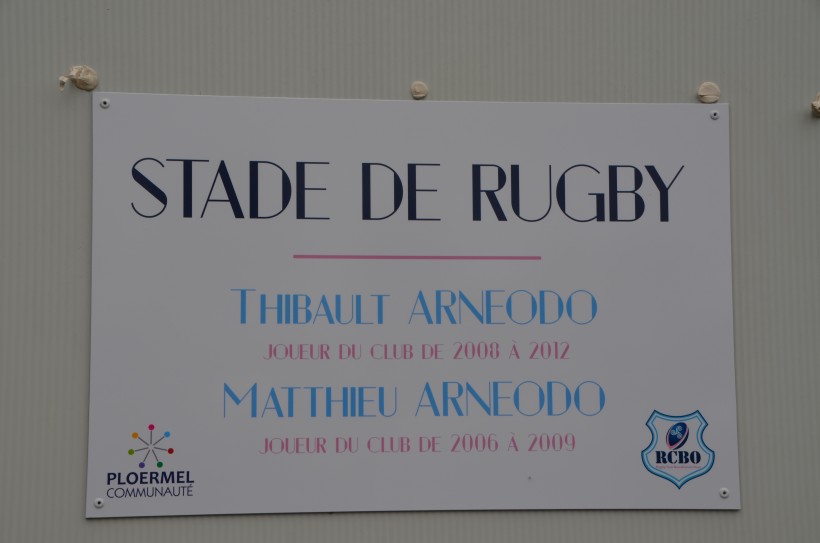 STADE DE RUGBY
THIBAULT ARNEODO
JOUEUR DU CLUB DE 2008 À 2012
MATTHIEU ARNEODO
JOUEUR DU CLUB DE 2006 À 2009
PLOERMEL
COMMUNAUTÉ
RCBO